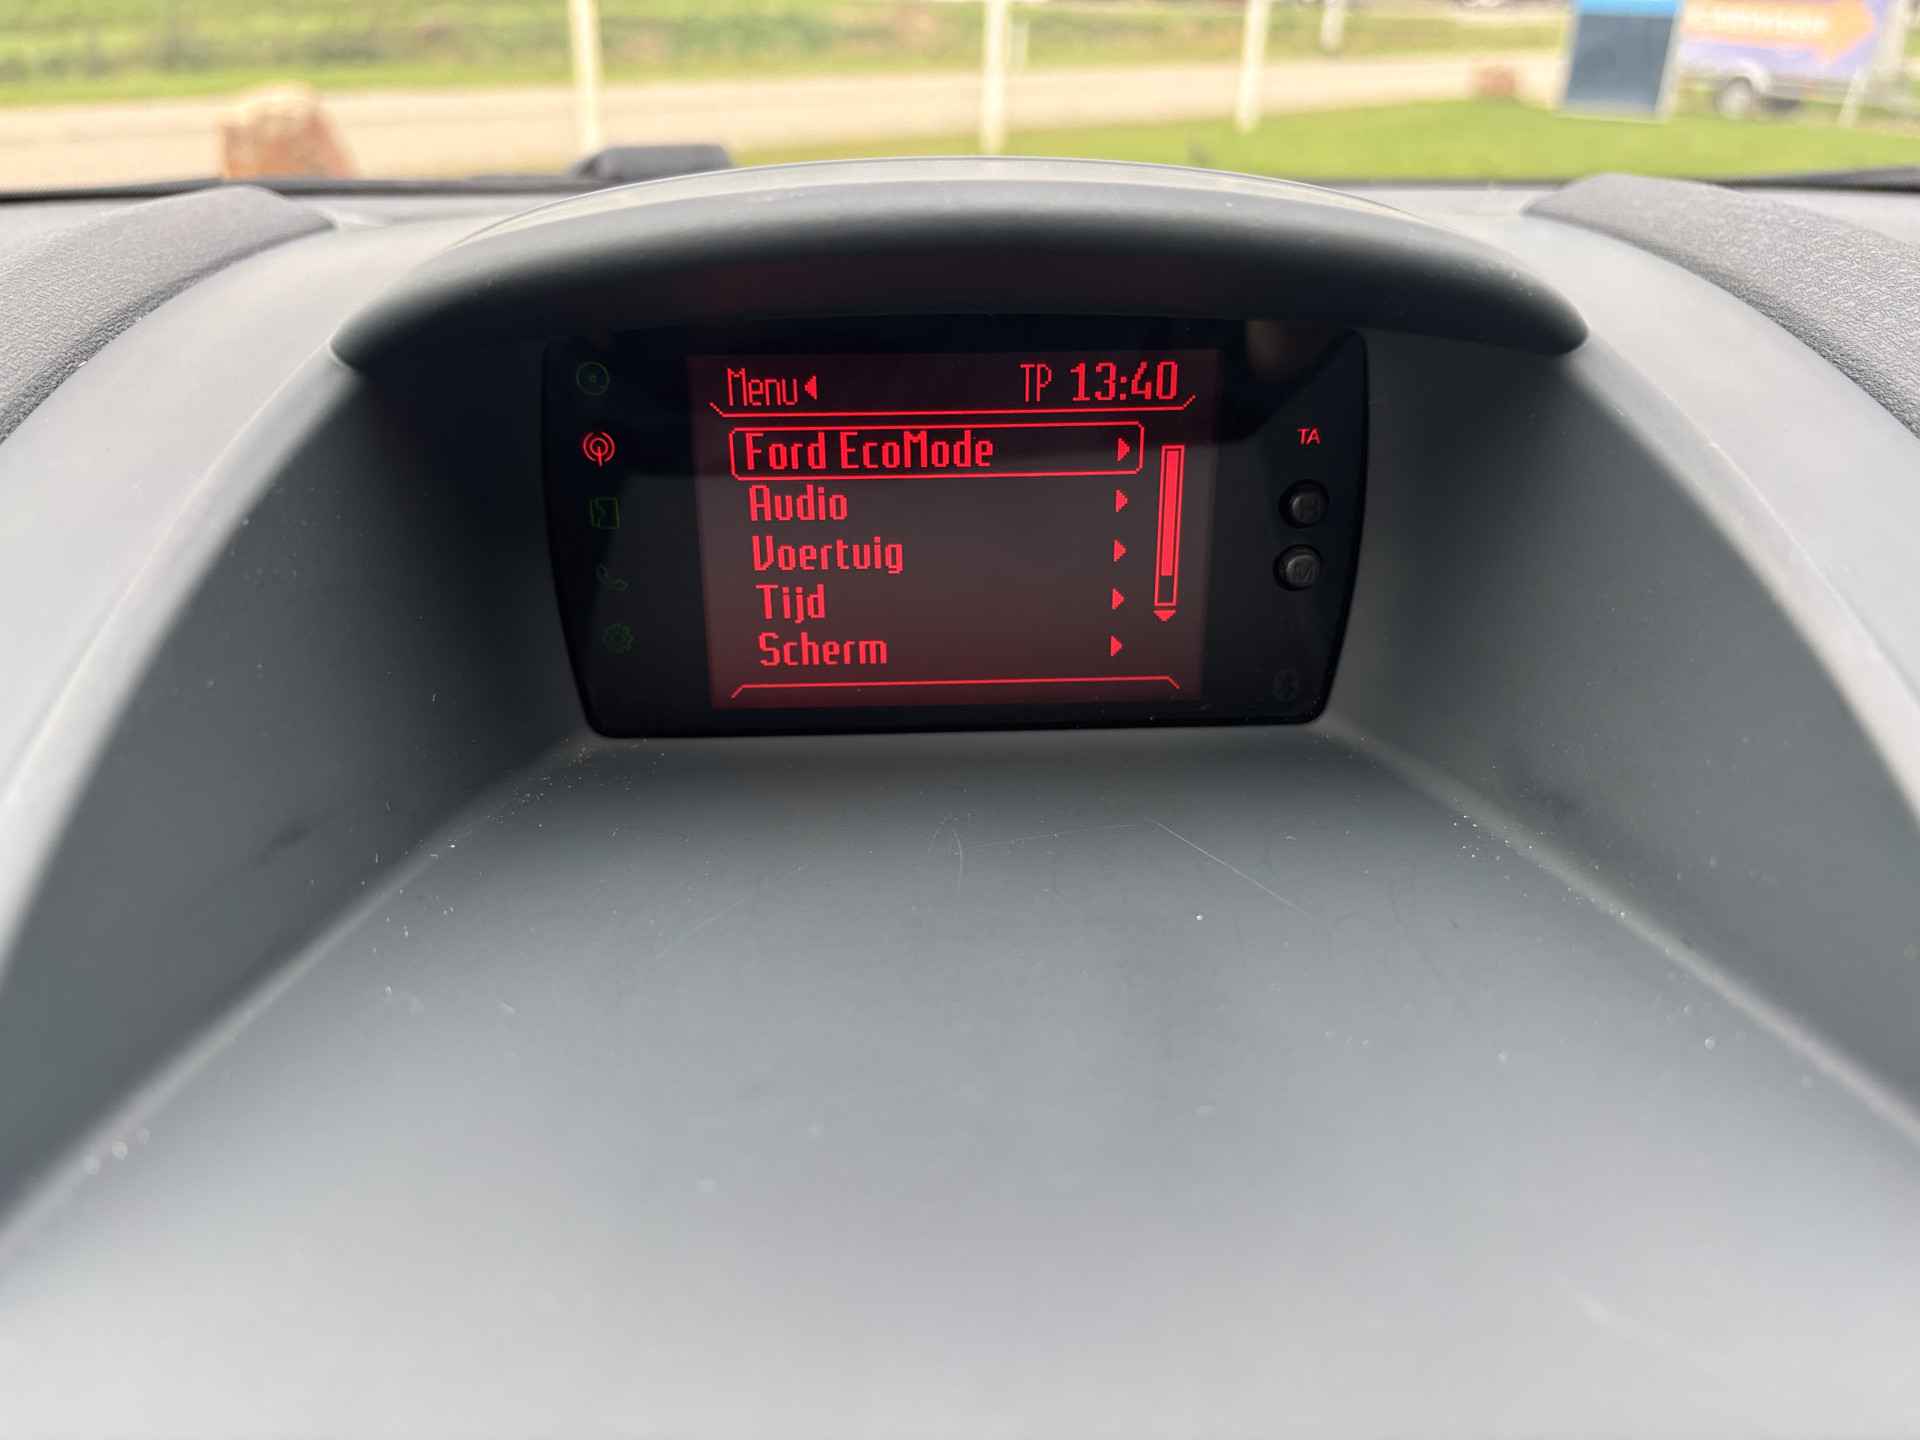 Menu TP 13:40
Ford EcoMode
Audio
Voertuig
Tijd
Scherm
TA
H
M